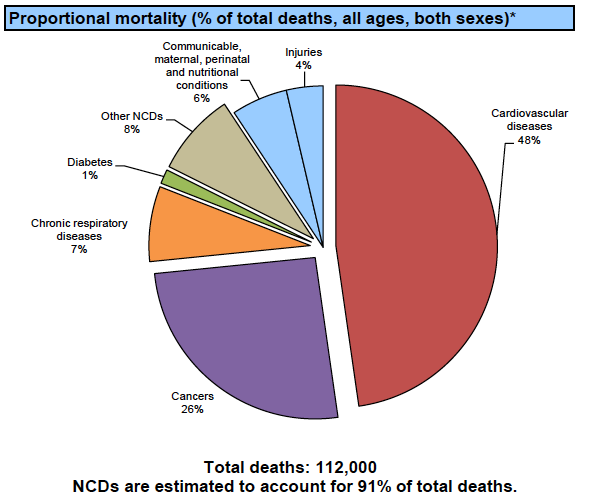 Proportional mortality (% of total deaths, all ages, both sexes)*
Communicable,
maternal, perinatal
and nutritional
conditions
6%
Injuries
4%
Cardiovascular
diseases
48%
Other NCDs
8%
Diabetes
1%
Chronic respiratory
diseases
7%
Cancers
26%
Total deaths: 112,000
NCDs are estimated to account for 91% of total deaths.